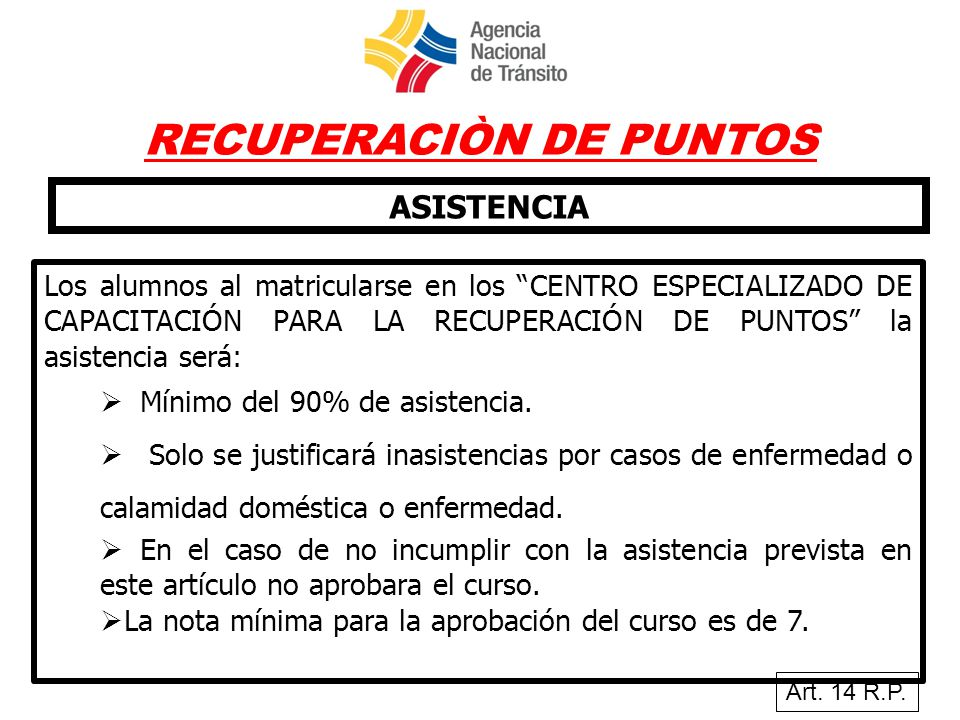 Agencia
Nacional
de Tránsito
RECUPERACIÒN DE PUNTOS
ASISTENCIA
Los alumnos al matricularse en los “CENTRO ESPECIALIZADO DE
CAPACITACIÓN PARA LA RECUPERACIÓN DE PUNTOS” la
asistencia será:
➢ Mínimo del 90% de asistencia.
➢ Solo se justificará inasistencias por casos de enfermedad o
calamidad doméstica o enfermedad.
➢ En el caso de no incumplir con la asistencia prevista en
este artículo no aprobara el curso.
➢La nota mínima para la aprobación del curso es de 7.
Art. 14 R.P.